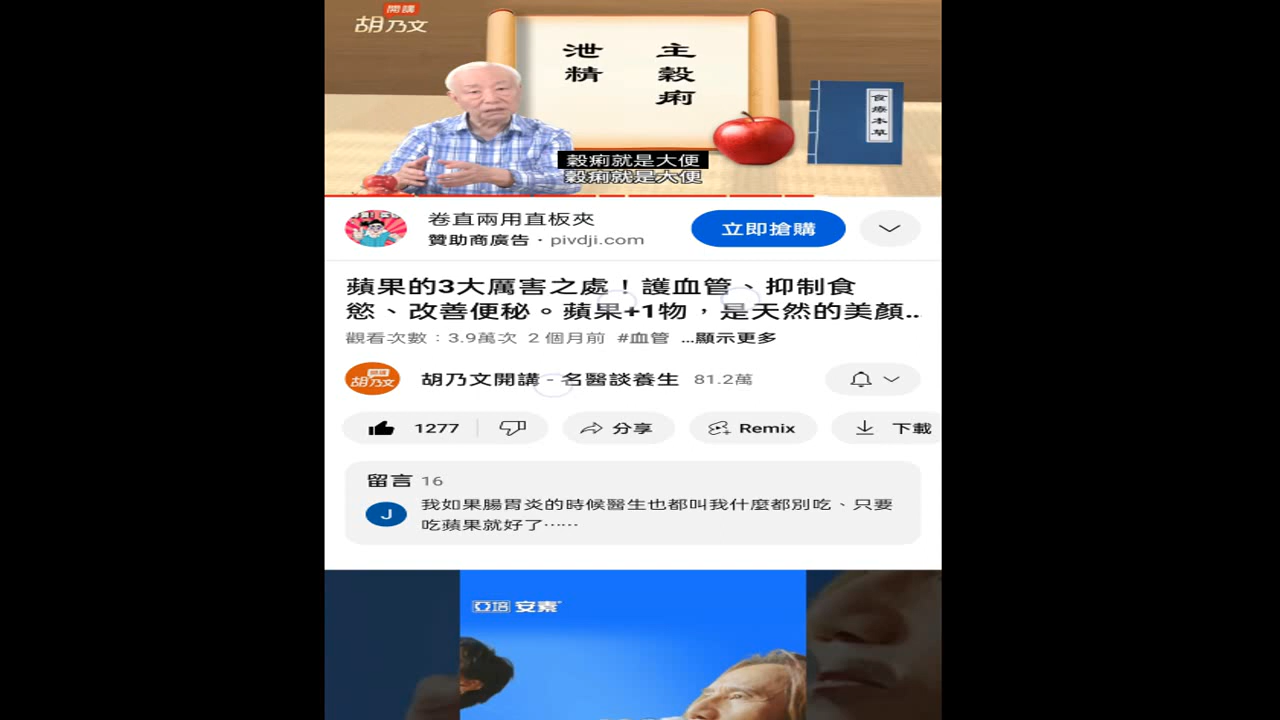 開講
胡乃文
主穀痢
泄精
食療本草
穀痢就是大便
穀痢就是大便
卷直兩用直板夾
贊助商廣告・pivdji.com
立即搶購
蘋果的3大厲害之處！護血管、抑制食
慾、改善便秘。蘋果+1物，是天然的美顏..
觀看次數：3.9萬次 2 個月前 #血管 ...顯示更多
開講
胡乃文
胡乃文開講 - 名醫談養生 81.2萬
1277
分享
Remix
下載
留言 16
J
我如果腸胃炎的時候醫生也都叫我什麼都別吃、只要
吃蘋果就好了……
亞培 安素